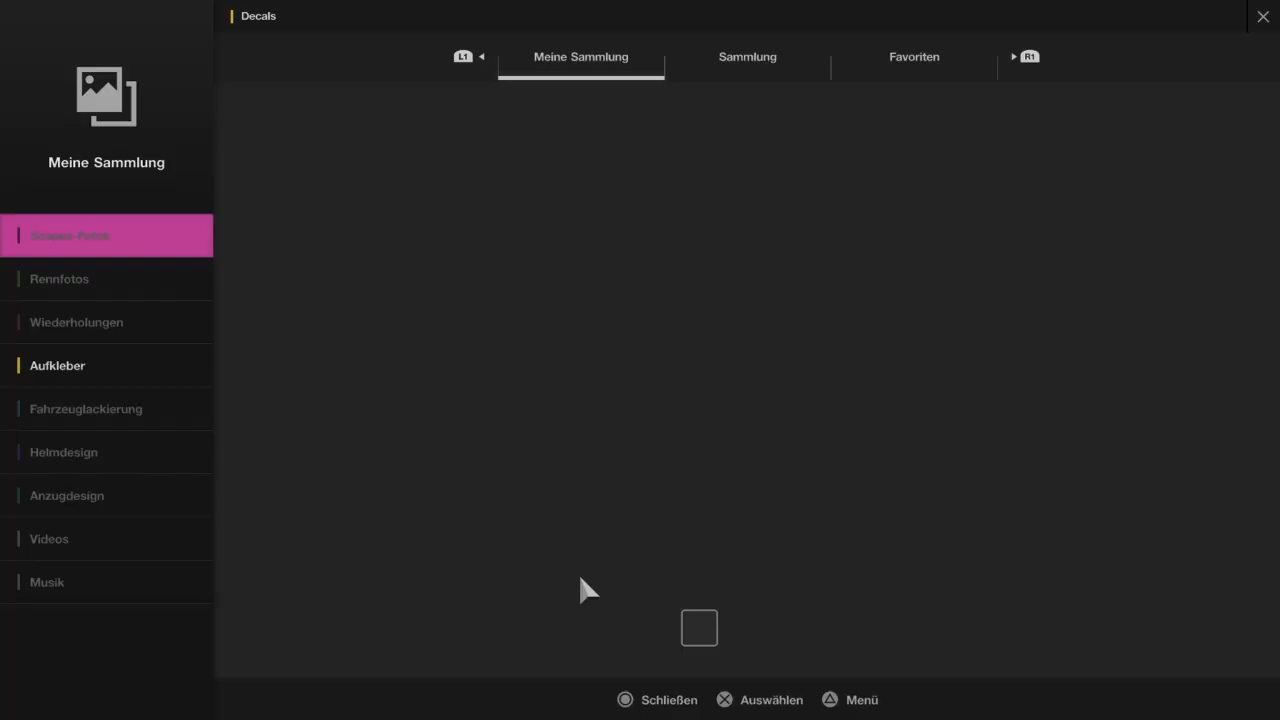 Decals
L1
Meine Sammlung
Sammlung
Favoriten
R1
Meine Sammlung
Scapes-Fotos
Rennfotos
Wiederholungen
Aufkleber
Fahrzeuglackierung
Helmdesign
Anzugdesign
Videos
Musik
Schließen
Auswählen
Menü